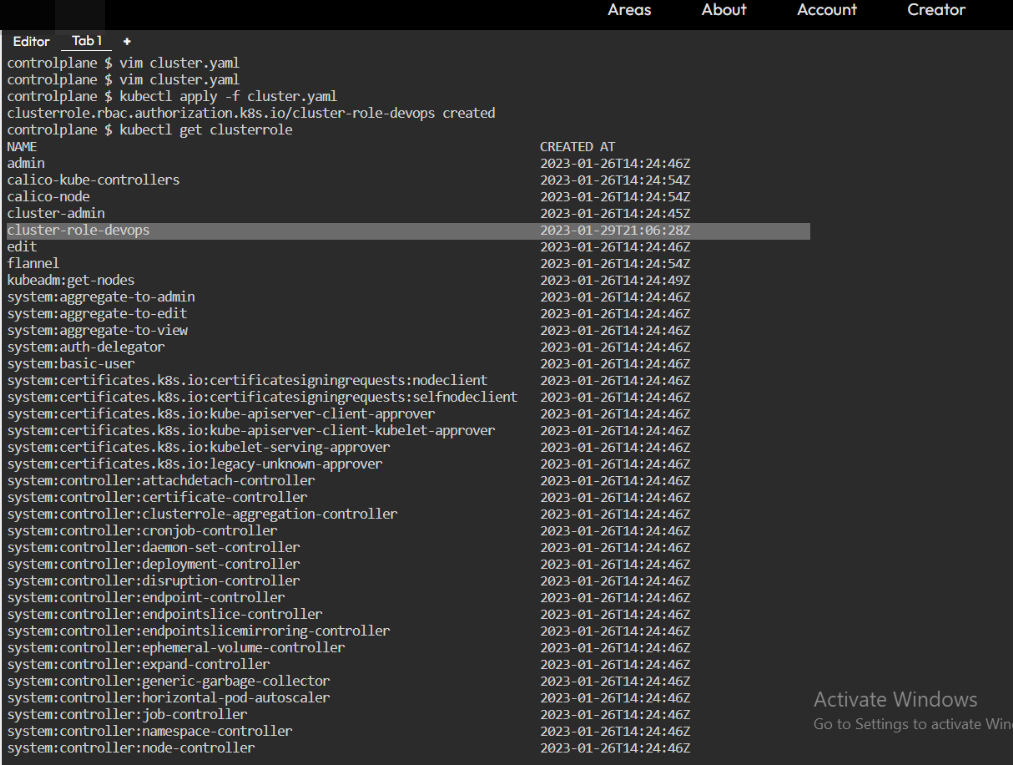 Areas About Account Creator
Editor Tab 1 +
controlplane $ vim cluster.yaml
controlplane $ vim cluster.yaml
controlplane $ kubectl apply -f cluster.yaml
clusterrole.rbac.authorization.k8s.io/cluster-role-devops created
controlplane $ kubectl get clusterrole
NAME CREATED AT
admin 2023-01-26T14:24:46Z
calico-kube-controllers 2023-01-26T14:24:54Z
calico-node 2023-01-26T14:24:54Z
cluster-admin 2023-01-26T14:24:45Z
cluster-role-devops 2023-01-29T21:06:28Z
edit 2023-01-26T14:24:46Z
flannel 2023-01-26T14:24:54Z
kubeadm:get-nodes 2023-01-26T14:24:49Z
system:aggregate-to-admin 2023-01-26T14:24:46Z
system:aggregate-to-edit 2023-01-26T14:24:46Z
system:aggregate-to-view 2023-01-26T14:24:46Z
system:auth-delegator 2023-01-26T14:24:46Z
system:basic-user 2023-01-26T14:24:46Z
system:certificates.k8s.io:certificatesigningrequests:nodeclient 2023-01-26T14:24:46Z
system:certificates.k8s.io:certificatesigningrequests:selfnodeclient 2023-01-26T14:24:46Z
system:certificates.k8s.io:kube-apiserver-client-approver 2023-01-26T14:24:46Z
system:certificates.k8s.io:kube-apiserver-client-kubelet-approver 2023-01-26T14:24:46Z
system:certificates.k8s.io:kubelet-serving-approver 2023-01-26T14:24:46Z
system:certificates.k8s.io:legacy-unknown-approver 2023-01-26T14:24:46Z
system:controller:attachdetach-controller 2023-01-26T14:24:46Z
system:controller:certificate-controller 2023-01-26T14:24:46Z
system:controller:clusterrole-aggregation-controller 2023-01-26T14:24:46Z
system:controller:cronjob-controller 2023-01-26T14:24:46Z
system:controller:daemon-set-controller 2023-01-26T14:24:46Z
system:controller:deployment-controller 2023-01-26T14:24:46Z
system:controller:disruption-controller 2023-01-26T14:24:46Z
system:controller:endpoint-controller 2023-01-26T14:24:46Z
system:controller:endpointslice-controller 2023-01-26T14:24:46Z
system:controller:endpointslicemirroring-controller 2023-01-26T14:24:46Z
system:controller:ephemeral-volume-controller 2023-01-26T14:24:46Z
system:controller:expand-controller 2023-01-26T14:24:46Z
system:controller:generic-garbage-collector 2023-01-26T14:24:46Z
system:controller:horizontal-pod-autoscaler 2023-01-26T14:24:46Z
system:controller:job-controller 2023-01-26T14:24:46Z
system:controller:namespace-controller 2023-01-26T14:24:46Z
system:controller:node-controller 2023-01-26T14:24:46Z
Activate Windows
Go to Settings to activate Win